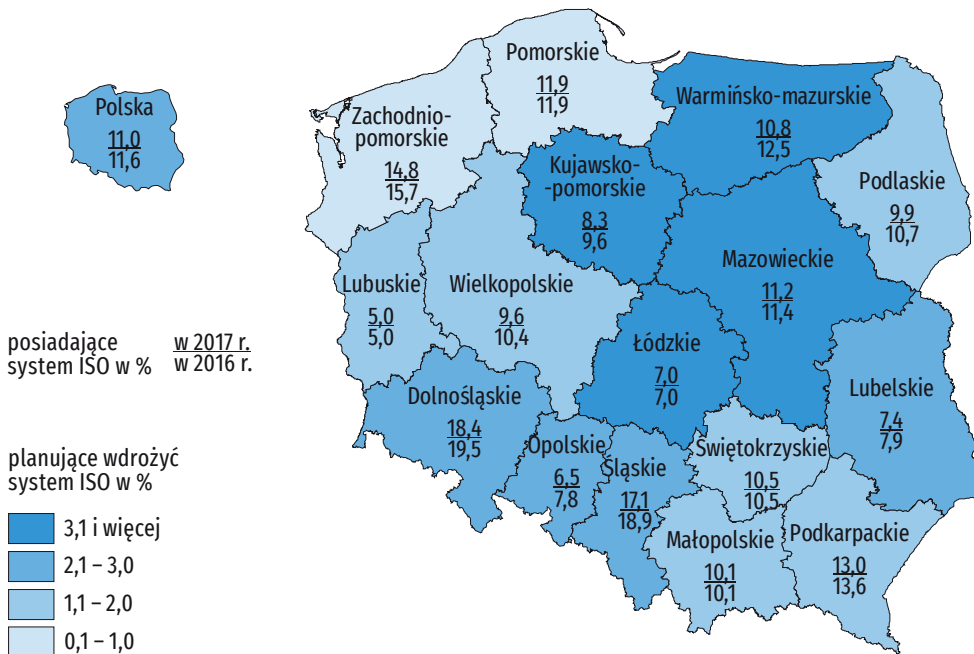 Polska
11,0
11,6
Pomorskie
11,9
11,9
Zachodnio-
pomorskie
14,8
15,7
Warmińsko-mazurskie
10,8
12,5
Kujawsko-
-pomorskie
8,3
9,6
Podlaskie
9,9
10,7
Mazowieckie
11,2
11,4
Lubuskie
5,0
5,0
Wielkopolskie
9,6
10,4
Łódzkie
7,0
7,0
Lubelskie
7,4
7,9
Dolnośląskie
18,4
19,5
Opolskie
6,5
7,8
Śląskie
17,1
18,9
Świętokrzyskie
10,5
10,5
Małopolskie
10,1
10,1
Podkarpackie
13,0
13,6
posiadające
system ISO w %
w 2017 r.
w 2016 r.
planujące wdrożyć
system ISO w %
3,1 i więcej
2,1 – 3,0
1,1 – 2,0
0,1 – 1,0